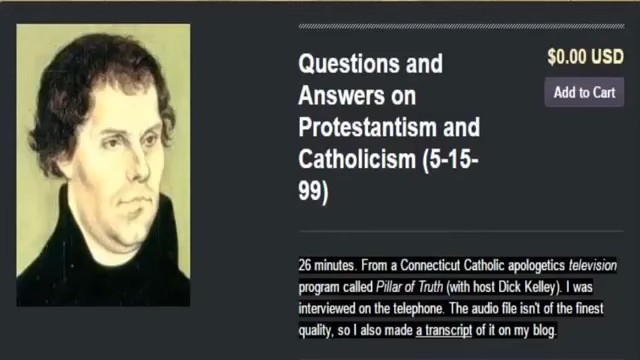 Questions and
Answers on
Protestantism and
Catholicism (5-15-
99)
$0.00 USD
Add to Cart
26 minutes. From a Connecticut Catholic apologetics television
program called Pillar of Truth (with host Dick Kelley). I was
interviewed on the telephone. The audio file isn't of the finest
quality, so I also made a transcript of it on my blog.